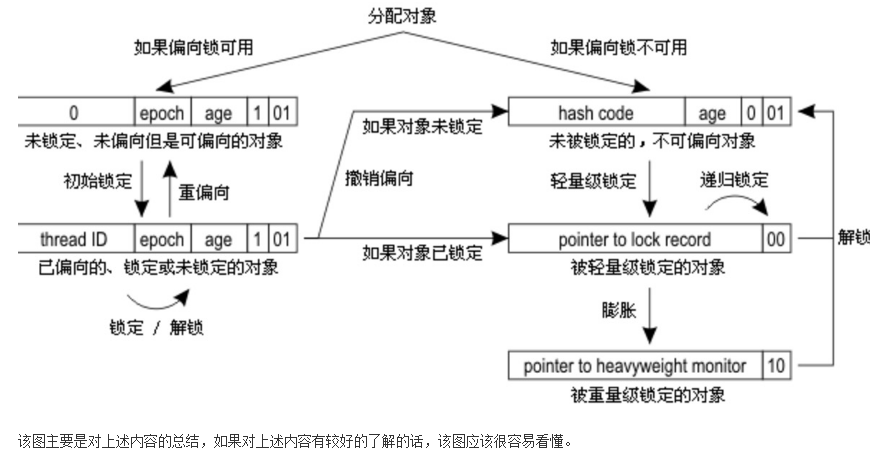 分配对象
如果偏向锁可用
如果偏向锁不可用
0 epoch age 1 01
未锁定、未偏向但是可偏向的对象
hash code age 0 01
未被锁定的，不可偏向对象
如果对象未锁定
初始锁定
重偏向
撤销偏向
轻量级锁定
递归锁定
thread ID epoch age 1 01
已偏向的、锁定或未锁定的对象
锁定 / 解锁
如果对象已锁定
pointer to lock record 00
被轻量级锁定的对象
解锁
膨胀
pointer to heavyweight monitor 10
被重量级锁定的对象
该图主要是对上述内容的总结，如果对上述内容有较好的了解的话，该图应该很容易看懂。